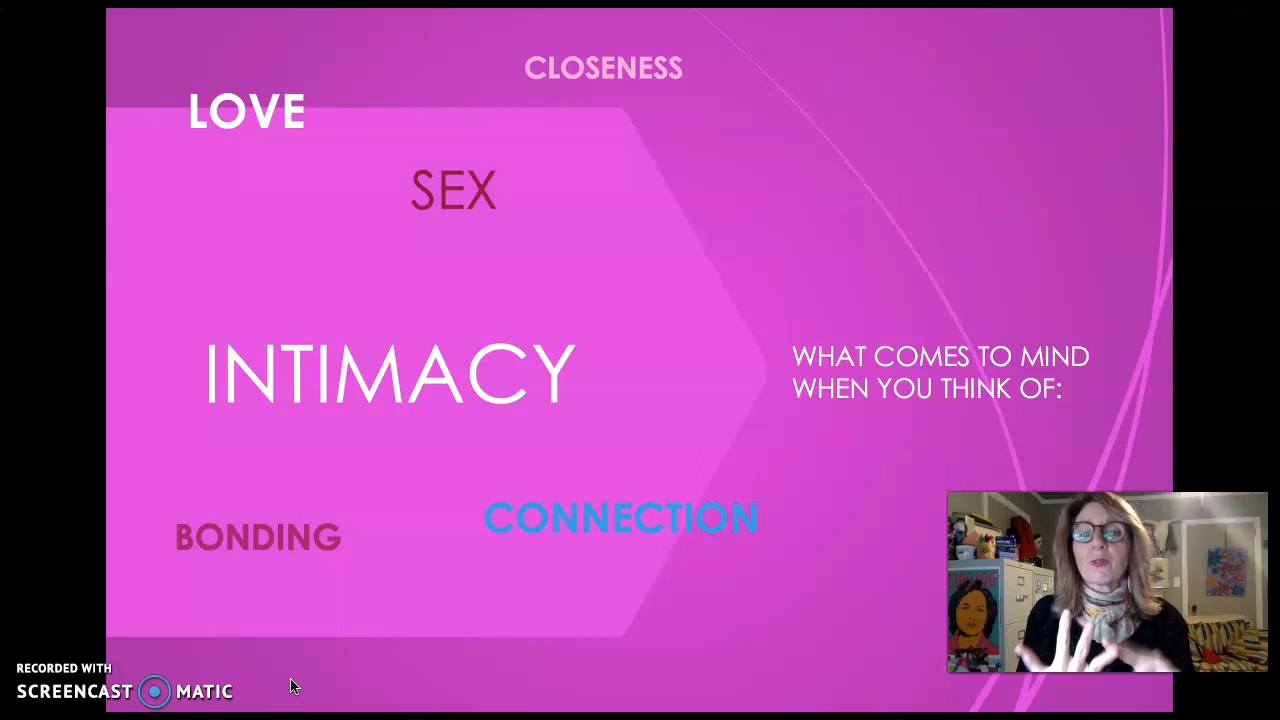 CLOSENESS
LOVE
SEX
INTIMACY
WHAT COMES TO MIND
WHEN YOU THINK OF:
CONNECTION
BONDING
RECORDED WITH
SCREENCAST MATIC